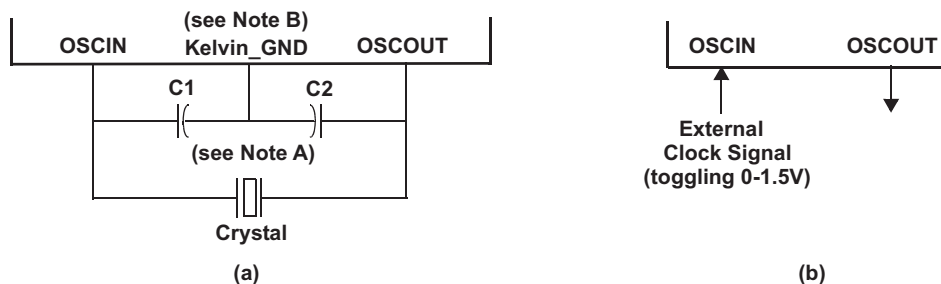 (see Note B)
OSCIN Kelvin_GND OSCOUT
C1 C2
(see Note A)
Crystal
(a)
OSCIN OSCOUT
External
Clock Signal
(toggling 0-1.5V)
(b)